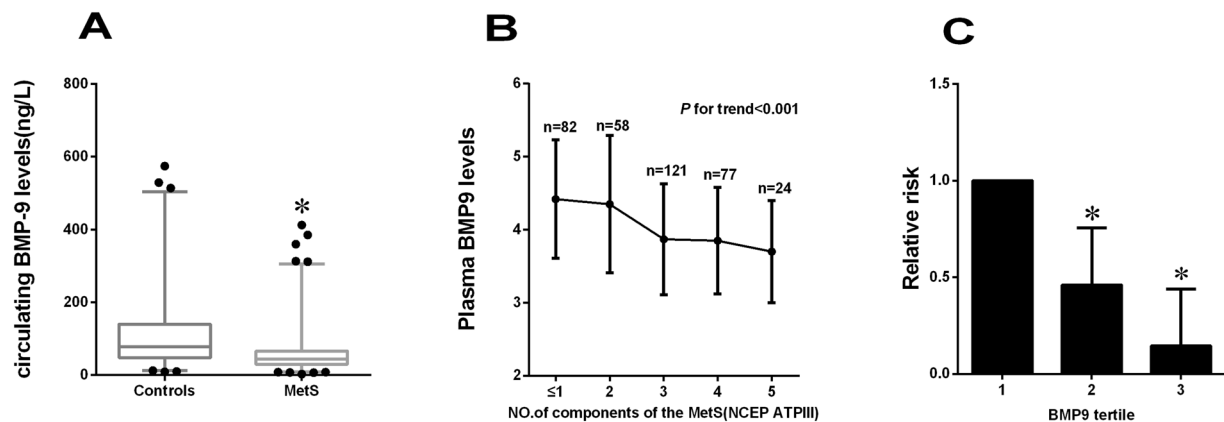 A
circulating BMP-9 levels(ng/L)
800
600
400
200
0
*
Controls
MetS
B
Plasma BMP9 levels
6
5
4
3
2
P for trend<0.001
n=82
n=58
n=121
n=77
n=24
≤1
2
3
4
5
NO.of components of the MetS(NCEP ATPIII)
C
Relative risk
1.5
1.0
0.5
0.0
*
*
1
2
3
BMP9 tertile